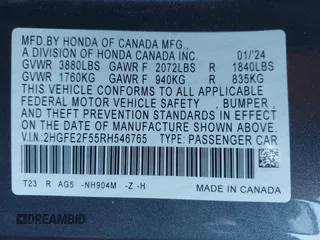 MFD.BY HONDA OF CANADA MFG.,
A DIVISION OF HONDA CANADA INC. 01/'24
GVWR 3880LBS GAWR F 2072LBS R 1840LBS
GVWR 1760KG GAWR F 940KG R 835KG
THIS VEHICLE CONFORMS TO ALL APPLICABLE
FEDERAL MOTOR VEHICLE SAFETY , BUMPER ,
AND THEFT PREVENTION STANDARDS IN EFFECT
ON THE DATE OF MANUFACTURE SHOWN ABOVE.
V.I.N: 2HGFE2F55RH546765 TYPE: PASSENGER CAR
T23 R AG5 -NH904M -Z -H
MADE IN CANADA
DREAMBID